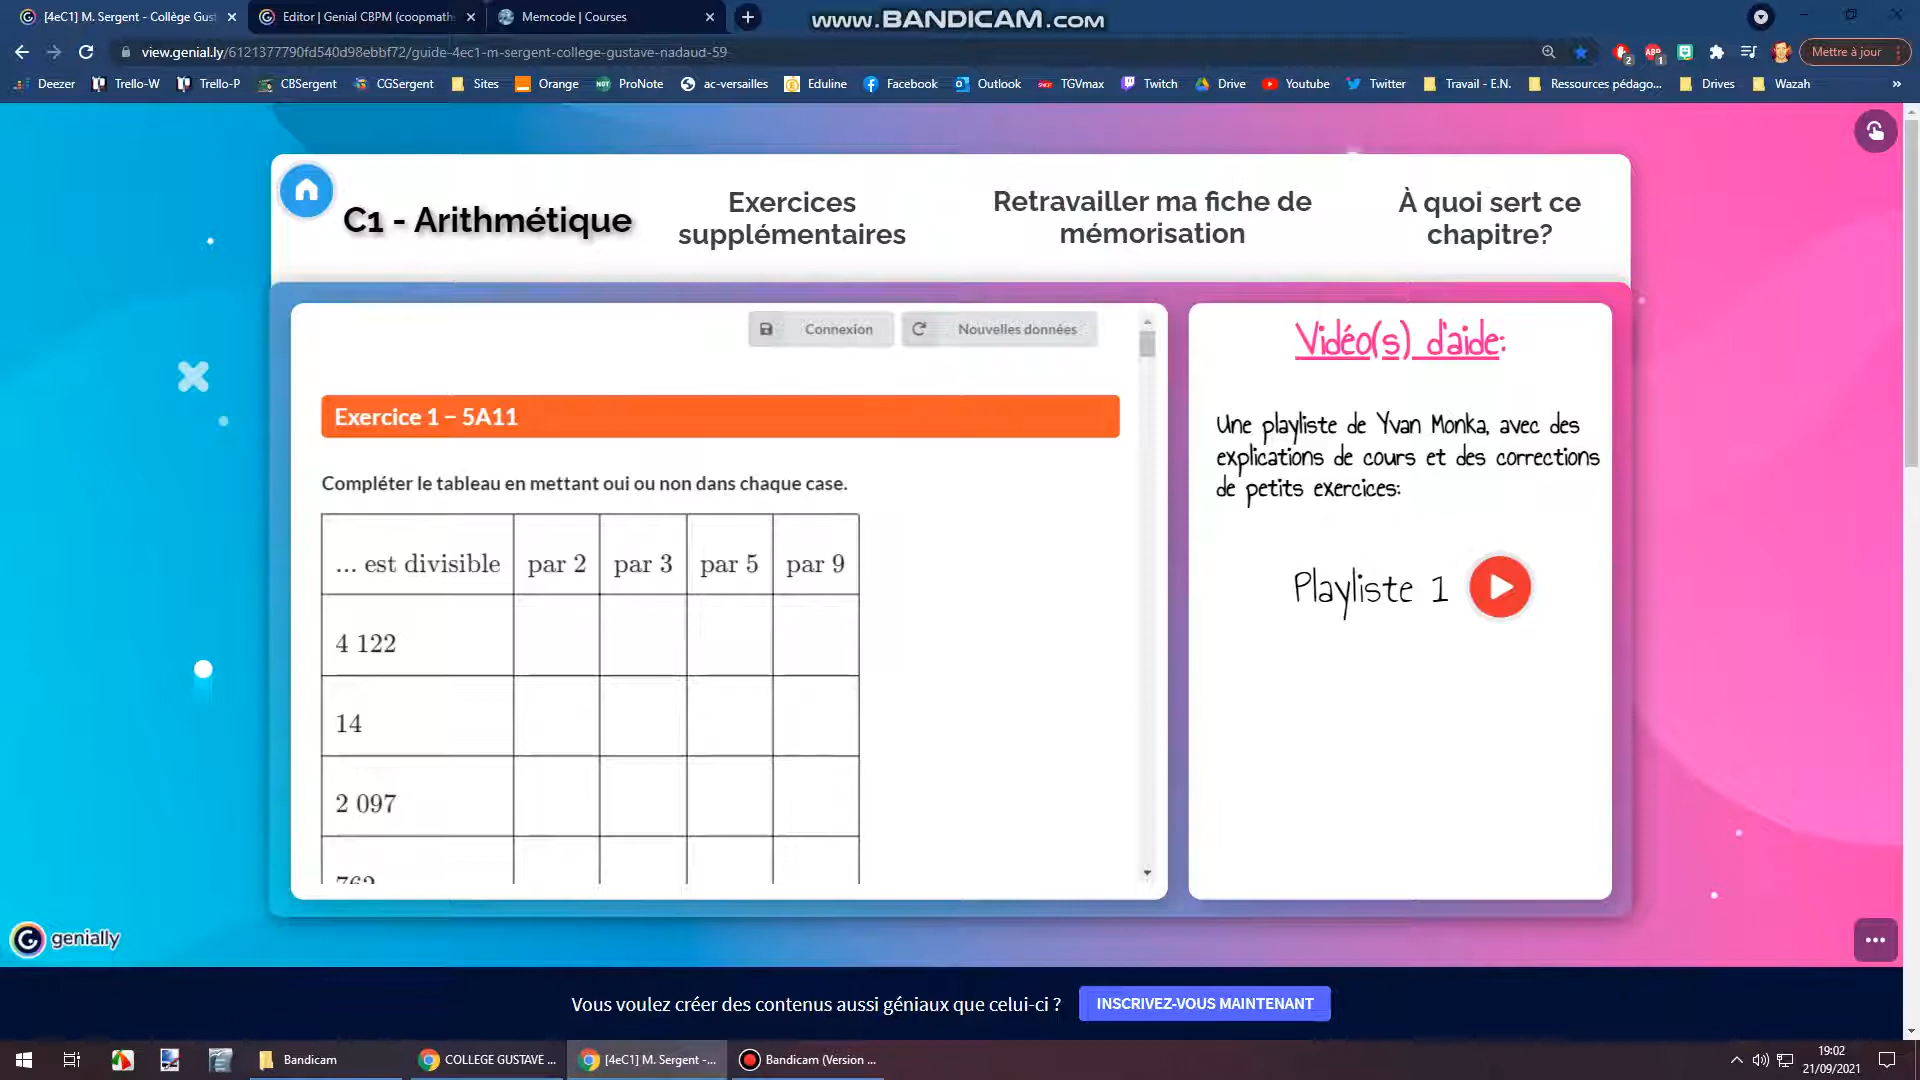 [4eC1] M. Sergent - Collège Gust
Editor | Genial CBPM (coopmath
Memcode | Courses
www.BANDICAM.com
view.genial.ly/6121377790fd540d98ebbf72/guide-4ec1-m-sergent-college-gustave-nadaud-59
2
1
Mettre à jour
Deezer Trello-W Trello-P CBSergent CGSergent Sites Orange ProNote ac-versailles Eduline Facebook Outlook TGVmax Twitch Drive Youtube Twitter Travail - E.N. Ressources pédago... Drives Wazah »
C1 - Arithmétique
Exercices
supplémentaires
Retravailler ma fiche de
mémorisation
À quoi sert ce
chapitre?
Connexion
Nouvelles données
Exercice 1 − 5A11
Compléter le tableau en mettant oui ou non dans chaque case.
... est divisible par 2 par 3 par 5 par 9
4 122
14
2 097
762
Vidéo(s) d'aide:
Une playliste de Yvan Monka, avec des
explications de cours et des corrections
de petits exercices:
Playliste 1
genially
Vous voulez créer des contenus aussi géniaux que celui-ci ?
INSCRIVEZ-VOUS MAINTENANT
Bandicam
COLLEGE GUSTAVE ...
[4eC1] M. Sergent -...
Bandicam (Version ...
19:02
21/09/2021